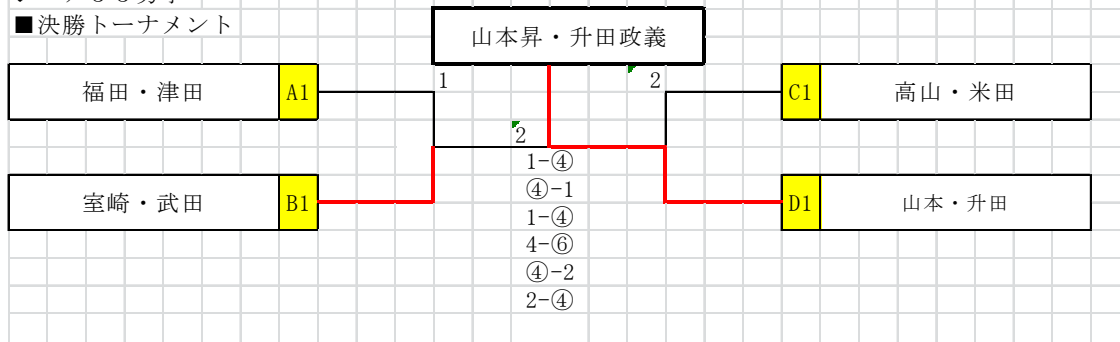 ■決勝トーナメント
山本昇・升田政義
福田・津田 A1
1
2
C1 高山・米田
2
1-④
④-1
室崎・武田 B1
D1 山本・升田
1-④
4-⑥
④-2
2-④